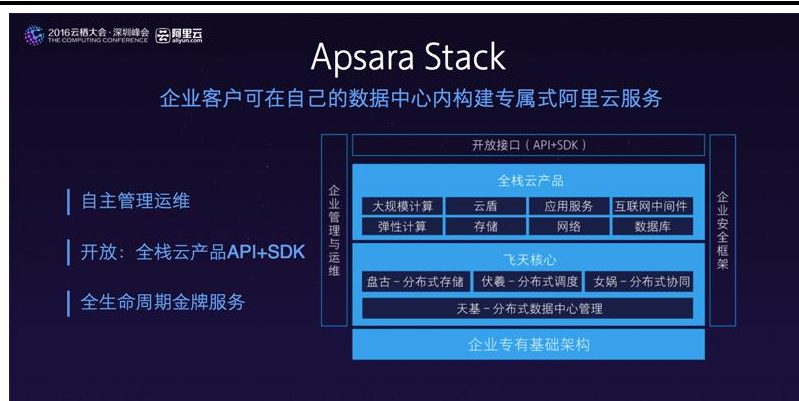 2016云栖大会·深圳峰会
THE COMPUTING CONFERENCE
阿里云
aliyun.com
Apsara Stack
企业客户可在自己的数据中心内构建专属式阿里云服务
自主管理运维
开放：全栈云产品API+SDK
全生命周期金牌服务
企业管理与运维
开放接口（API+SDK）
全栈云产品
大规模计算 云盾 应用服务 互联网中间件
弹性计算 存储 网络 数据库
飞天核心
盘古-分布式存储 伏羲-分布式调度 女娲-分布式协同
天基-分布式数据中心管理
企业专有基础架构
企业安全框架